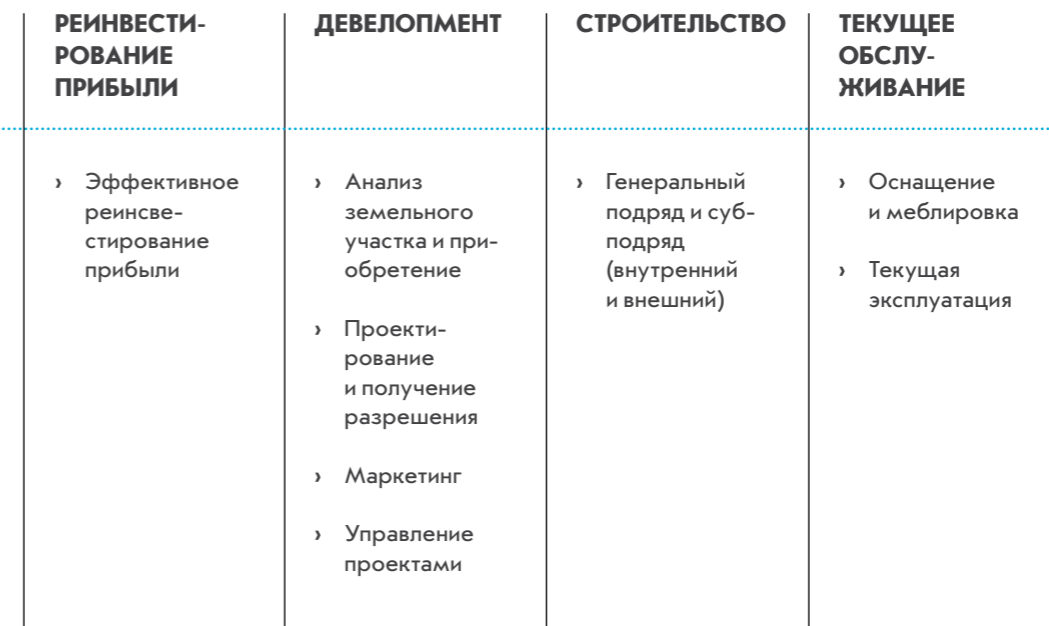 РЕИНВЕСТИ-
РОВАНИЕ
ПРИБЫЛИ
› Эффективное
реинсве-
стирование
прибыли
ДЕВЕЛОПМЕНТ
› Анализ
земельного
участка и при-
обретение
› Проекти-
рование
и получение
разрешения
› Маркетинг
› Управление
проектами
СТРОИТЕЛЬСТВО
› Генеральный
подряд и суб-
подряд
(внутренний
и внешний)
ТЕКУЩЕЕ
ОБСЛУ-
ЖИВАНИЕ
› Оснащение
и меблировка
› Текущая
эксплуатация